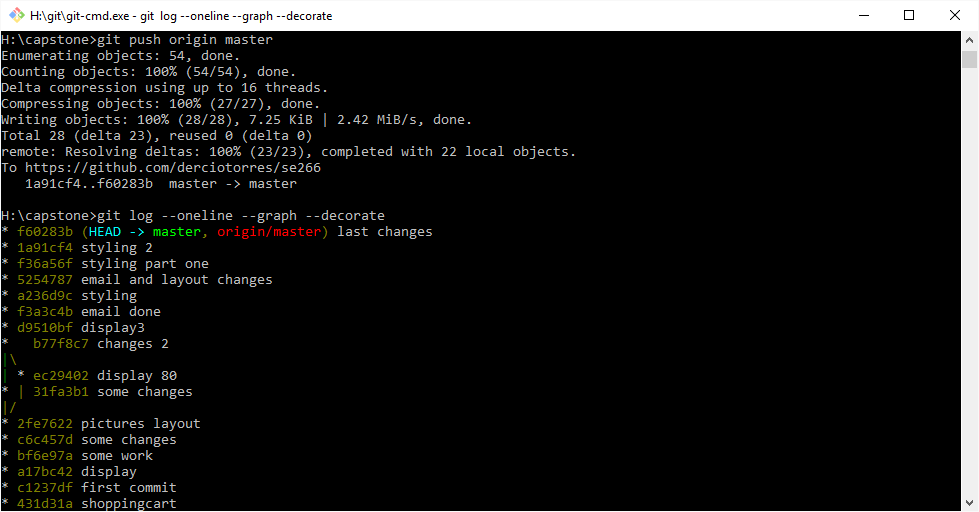 H:\git\git-cmd.exe - git  log --oneline --graph --decorate
H:\capstone>git push origin master
Enumerating objects: 54, done.
Counting objects: 100% (54/54), done.
Delta compression using up to 16 threads.
Compressing objects: 100% (27/27), done.
Writing objects: 100% (28/28), 7.25 KiB | 2.42 MiB/s, done.
Total 28 (delta 23), reused 0 (delta 0)
remote: Resolving deltas: 100% (23/23), completed with 22 local objects.
To https://github.com/derciotorres/se266
   1a91cf4..f60283b  master -> master

H:\capstone>git log --oneline --graph --decorate
* f60283b (HEAD -> master, origin/master) last changes
* 1a91cf4 styling 2
* f36a56f styling part one
* 5254787 email and layout changes
* a236d9c styling
* f3a3c4b email done
* d9510bf display3
*   b77f8c7 changes 2
|\
| * ec29402 display 80
* | 31fa3b1 some changes
|/
* 2fe7622 pictures layout
* c6c457d some changes
* bf6e97a some work
* a17bc42 display
* c1237df first commit
* 431d31a shoppingcart